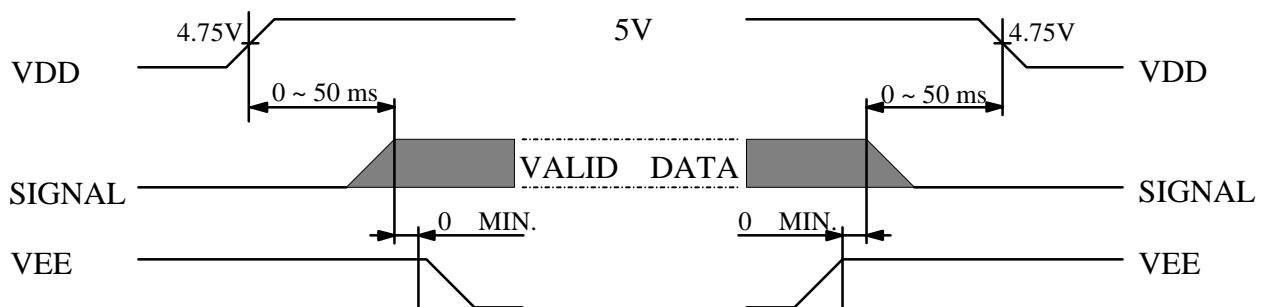 4.75V 5V 4.75V
VDD VDD
0 ~ 50 ms 0 ~ 50 ms
VALID DATA
SIGNAL SIGNAL
0 MIN. 0 MIN.
VEE VEE